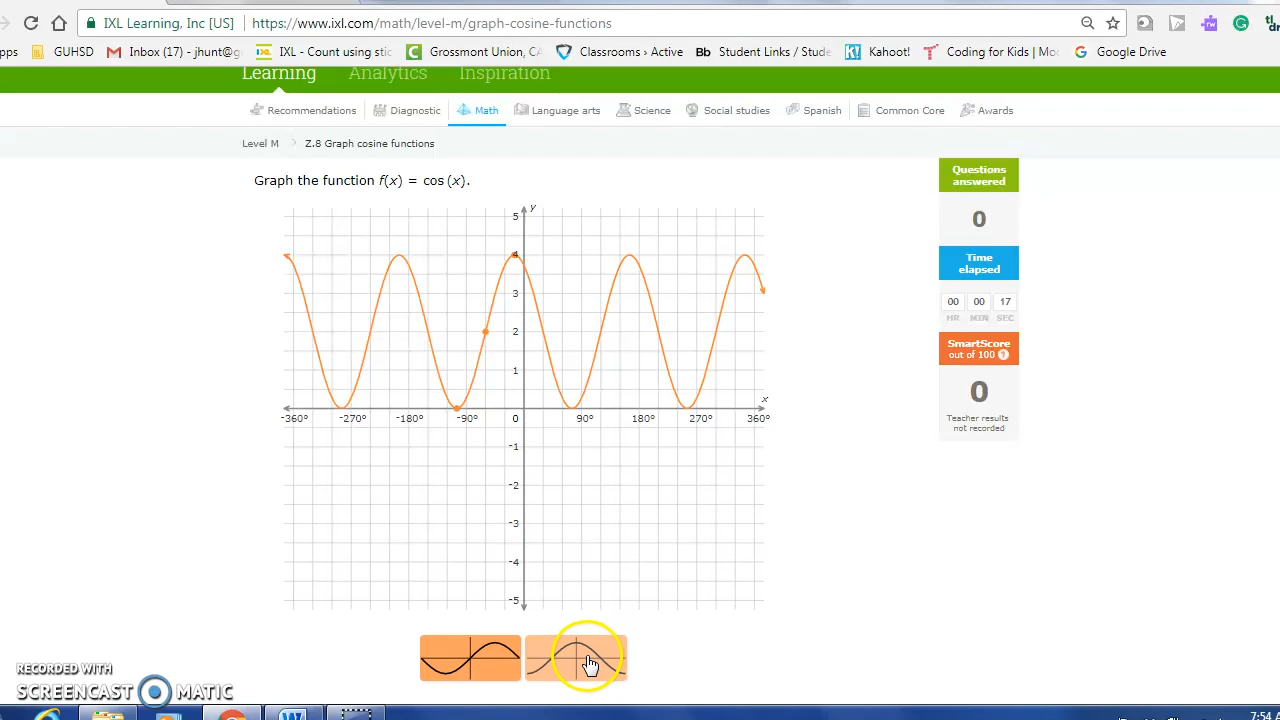 IXL Learning, Inc [US] https://www.ixl.com/math/level-m/graph-cosine-functions
pps GUHSD Inbox (17) - jhunt@g IXL - Count using stic Grossmont Union, CA Classrooms > Active Bb Student Links / Stude Kahoot! Coding for Kids | Mo Google Drive
Learning Analytics Inspiration
Recommendations Diagnostic Math Language arts Science Social studies Spanish Common Core Awards
Level M Z.8 Graph cosine functions
Graph the function f(x) = cos (x).
y
5
4
3
2
1
x
-360° -270° -180° -90° 0 90° 180° 270° 360°
-1
-2
-3
-4
-5
Questions
answered
0
Time
elapsed
00 00 17
HR MIN SEC
SmartScore
out of 100 ?
0
Teacher results
not recorded
RECORDED WITH
SCREENCAST MATIC
7:54 A